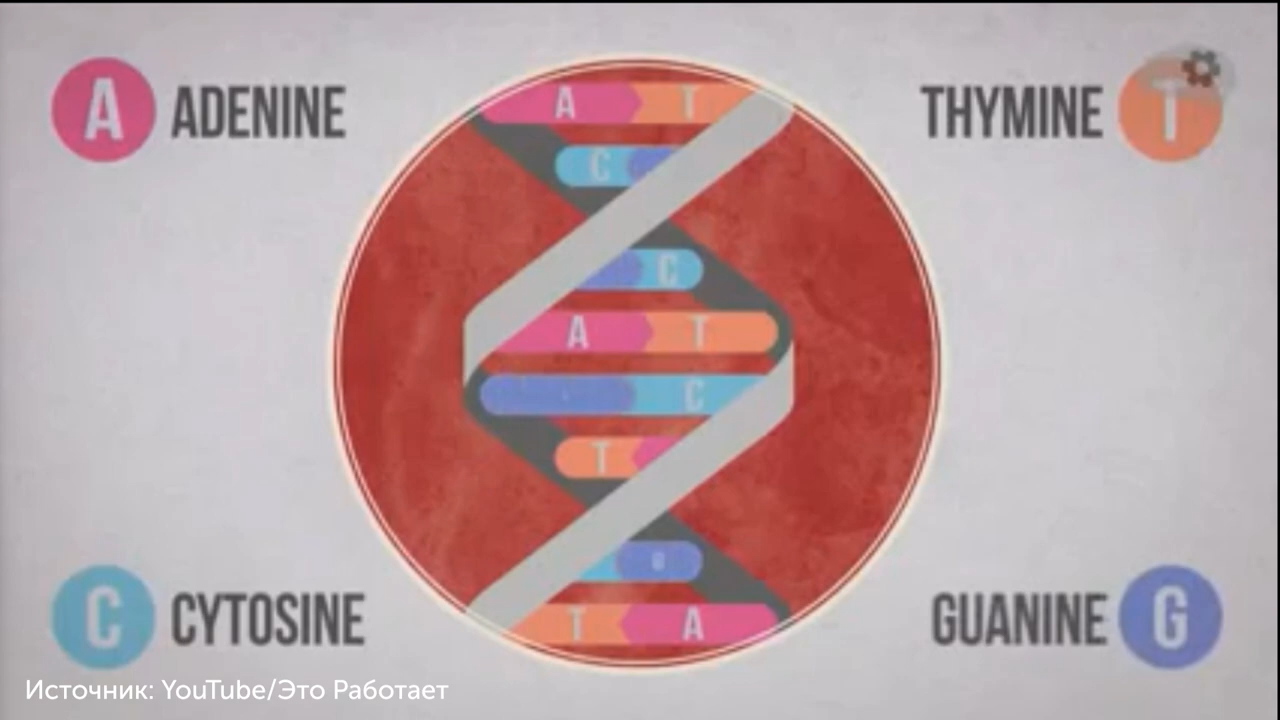 A ADENINE
THYMINE T
A T
C
C
A T
C
T
T A
C CYTOSINE
GUANINE G
Источник: YouTube/Это Работает